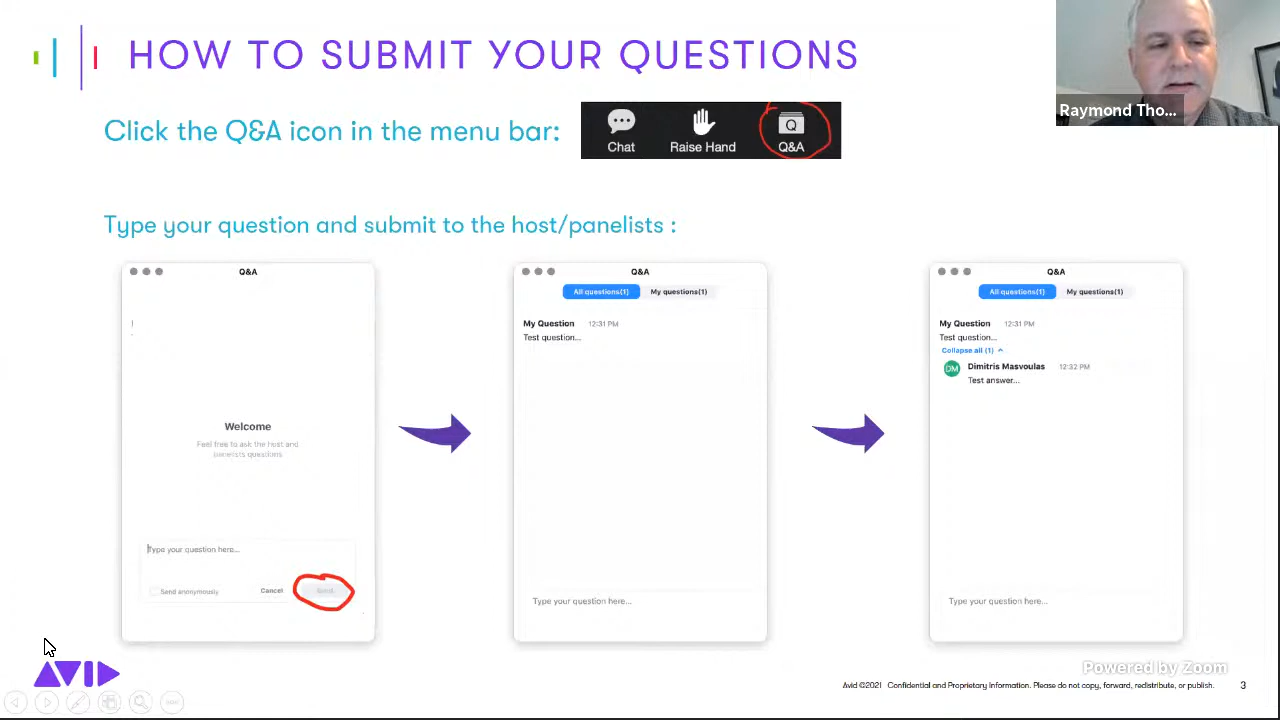 HOW TO SUBMIT YOUR QUESTIONS
Raymond Tho...
Click the Q&A icon in the menu bar:
Chat
Raise Hand
Q
Q&A
Type your question and submit to the host/panelists :
Q&A
Welcome
Feel free to ask the host and
panelists questions
Type your question here...
Send anonymously
Cancel
Send
Q&A
All questions(1)
My questions(1)
My Question 12:31 PM
Test question...
Type your question here...
Q&A
All questions(1)
My questions(1)
My Question 12:31 PM
Test question...
Collapse all (1)
DM
Dimitris Masvoulas 12:32 PM
Test answer...
Type your question here...
AVID
Powered by Zoom
Avid ©2021 Confidential and Proprietary Information. Please do not copy, forward, redistribute, or publish.
3